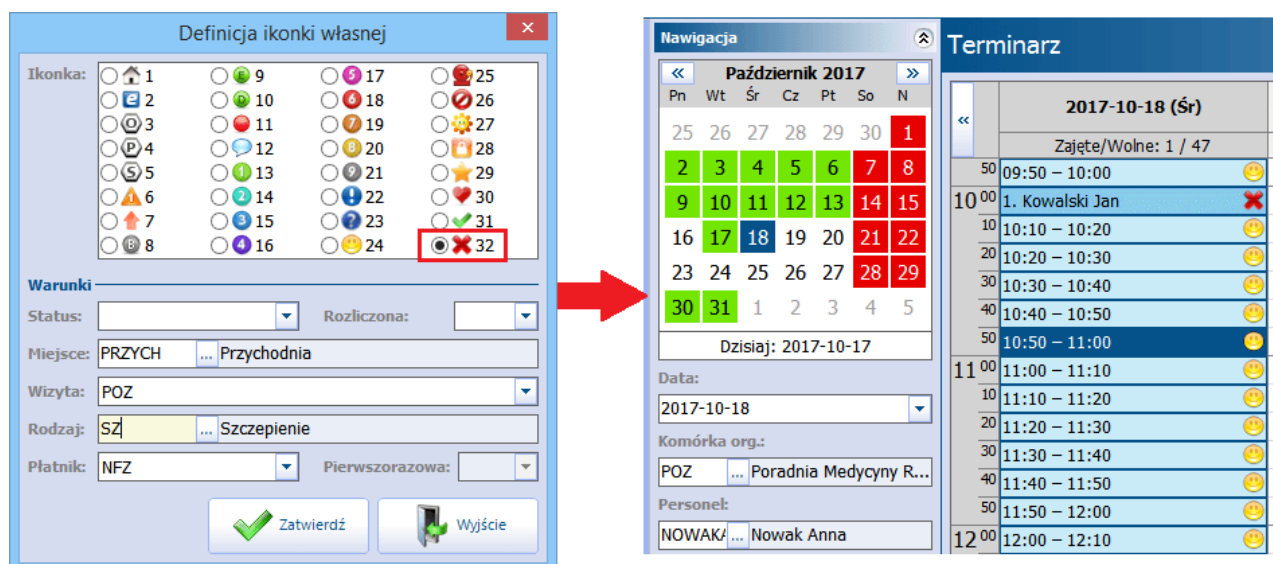 Definicja ikonki własnej
Ikonka:
1 9 17 25
2 10 18 26
3 11 19 27
4 12 20 28
5 13 21 29
6 14 22 30
7 15 23 31
8 16 24 32
Warunki
Status: Rozliczona:
Miejsce: PRZYCH ... Przychodnia
Wizyta: POZ
Rodzaj: SZ ... Szczepienie
Płatnik: NFZ Pierwszorazowa:
Zatwierdź Wyjście
Nawigacja
« Październik 2017 »
Pn Wt Śr Cz Pt So N
25 26 27 28 29 30 1
2 3 4 5 6 7 8
9 10 11 12 13 14 15
16 17 18 19 20 21 22
23 24 25 26 27 28 29
30 31 1 2 3 4 5
Dzisiaj: 2017-10-17
Data:
2017-10-18
Komórka org.:
POZ ... Poradnia Medycyny R...
Personel:
NOWAKA ... Nowak Anna
Terminarz
« 2017-10-18 (Śr)
Zajęte/Wolne: 1 / 47
50 09:50 – 10:00
10 00 1. Kowalski Jan
10 10:10 – 10:20
20 10:20 – 10:30
30 10:30 – 10:40
40 10:40 – 10:50
50 10:50 – 11:00
11 00 11:00 – 11:10
10 11:10 – 11:20
20 11:20 – 11:30
30 11:30 – 11:40
40 11:40 – 11:50
50 11:50 – 12:00
12 00 12:00 – 12:10